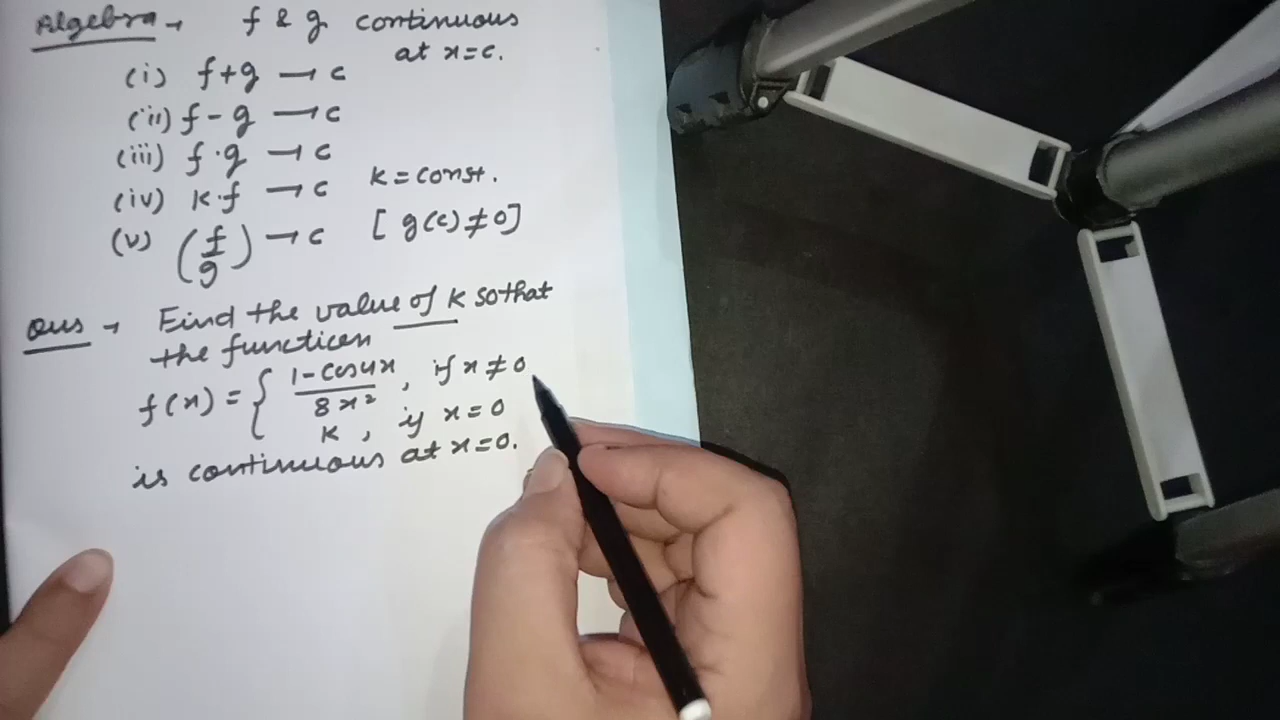 Algebra → f & g continuous
at x=c.
(i) f+g → c
(ii) f-g → c
(iii) f·g → c
(iv) k·f → c k = const.
(v) (f/g) → c [g(c) ≠ 0]
Ques → Find the value of k so that
the function
f(x) = { 1-cos4x/8x² , if x ≠ 0
k , if x = 0
is continuous at x=0.